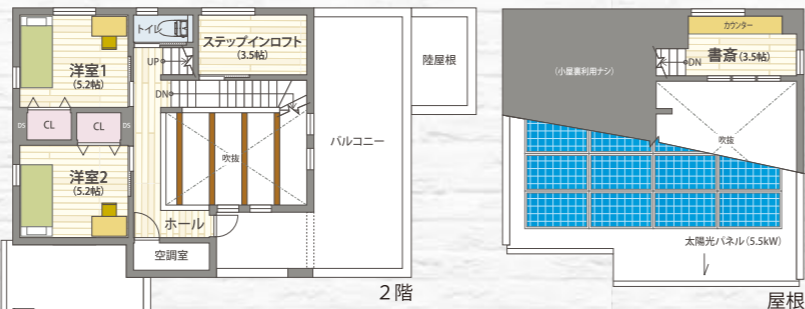 トイレ
ステップインロフト
(3.5帖)
UP
洋室1
(5.2帖)
DN
DS
CL
CL
DS
洋室2
(5.2帖)
吹抜
バルコニー
陸屋根
ホール
空調室
2階
カウンター
書斎(3.5帖)
DN
(小屋裏利用ナシ)
吹抜
太陽光パネル(5.5kW)
屋根